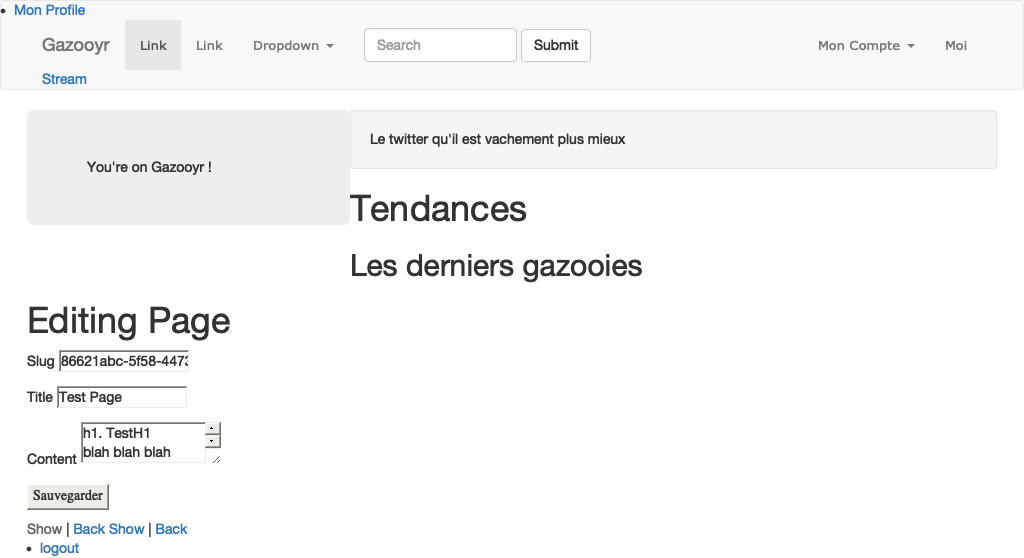 Mon Profile
Gazooyr Link Link Dropdown Search Submit Mon Compte Moi
Stream
You're on Gazooyr !
Le twitter qu'il est vachement plus mieux
Tendances
Les derniers gazooies
Editing Page
Slug 86621abc-5f58-4473
Title Test Page
h1. TestH1
blah blah blah
Content
Sauvegarder
Show | Back Show | Back
logout